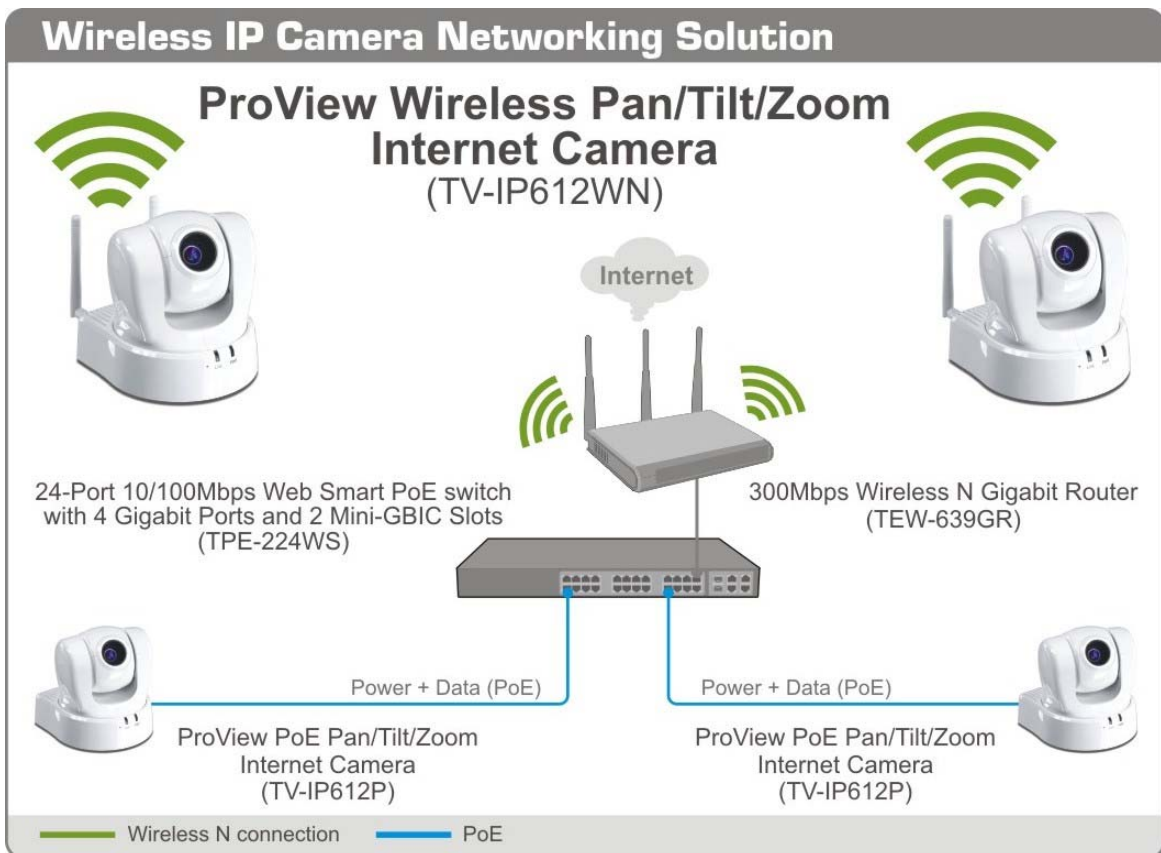 Wireless IP Camera Networking Solution
ProView Wireless Pan/Tilt/Zoom
Internet Camera
(TV-IP612WN)
Internet
24-Port 10/100Mbps Web Smart PoE switch
with 4 Gigabit Ports and 2 Mini-GBIC Slots
(TPE-224WS)
300Mbps Wireless N Gigabit Router
(TEW-639GR)
Power + Data (PoE)
Power + Data (PoE)
ProView PoE Pan/Tilt/Zoom
Internet Camera
(TV-IP612P)
ProView PoE Pan/Tilt/Zoom
Internet Camera
(TV-IP612P)
Wireless N connection
PoE